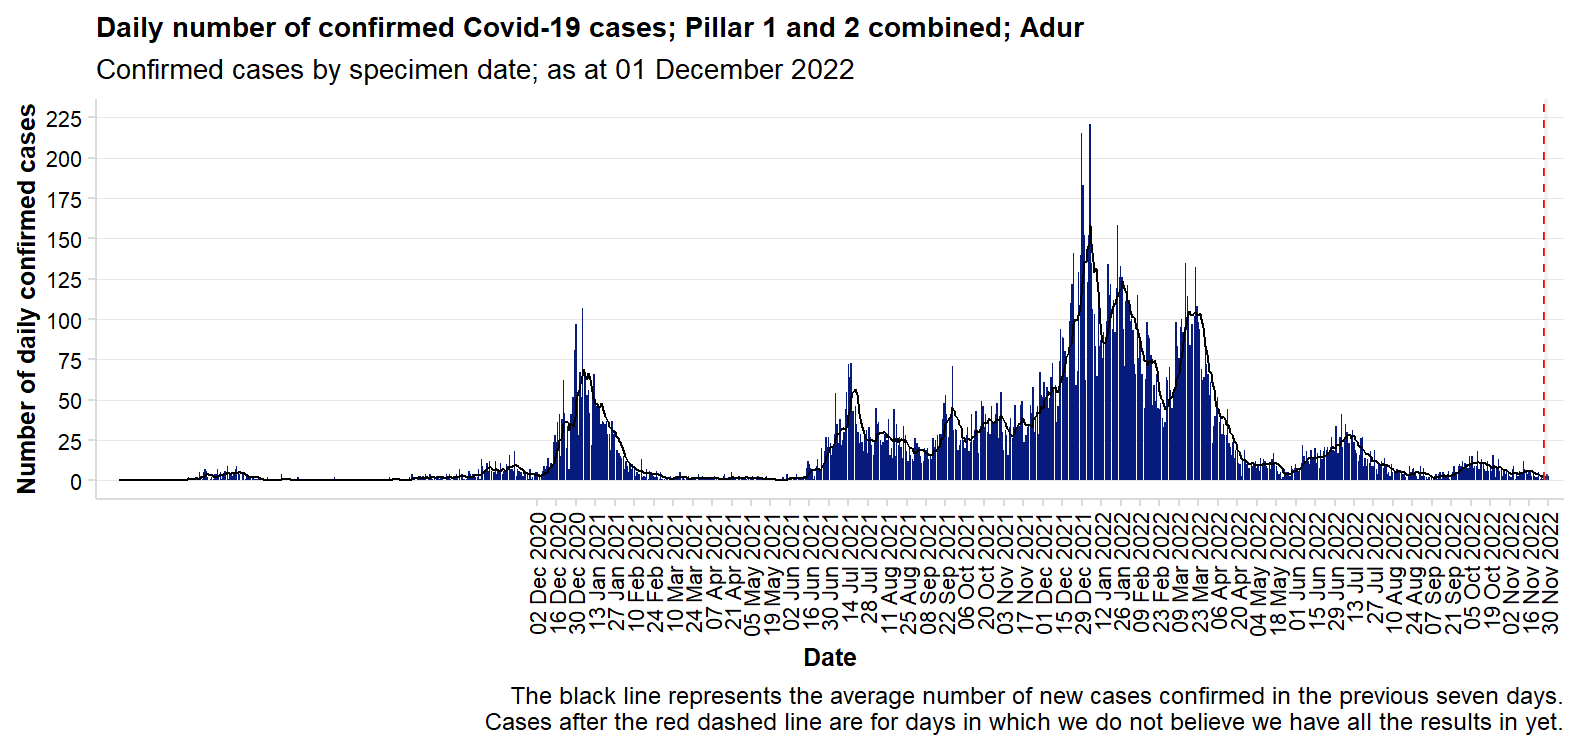 Daily number of confirmed Covid-19 cases; Pillar 1 and 2 combined; Adur
Confirmed cases by specimen date; as at 01 December 2022
Number of daily confirmed cases
225
200
175
150
125
100
75
50
25
0
02 Dec 2020
16 Dec 2020
30 Dec 2020
13 Jan 2021
27 Jan 2021
10 Feb 2021
24 Feb 2021
10 Mar 2021
24 Mar 2021
07 Apr 2021
21 Apr 2021
05 May 2021
19 May 2021
02 Jun 2021
16 Jun 2021
30 Jun 2021
14 Jul 2021
28 Jul 2021
11 Aug 2021
25 Aug 2021
08 Sep 2021
22 Sep 2021
06 Oct 2021
20 Oct 2021
03 Nov 2021
17 Nov 2021
01 Dec 2021
15 Dec 2021
29 Dec 2021
12 Jan 2022
26 Jan 2022
09 Feb 2022
23 Feb 2022
09 Mar 2022
23 Mar 2022
06 Apr 2022
20 Apr 2022
04 May 2022
18 May 2022
01 Jun 2022
15 Jun 2022
29 Jun 2022
13 Jul 2022
27 Jul 2022
10 Aug 2022
24 Aug 2022
07 Sep 2022
21 Sep 2022
05 Oct 2022
19 Oct 2022
02 Nov 2022
16 Nov 2022
30 Nov 2022
Date
The black line represents the average number of new cases confirmed in the previous seven days.
Cases after the red dashed line are for days in which we do not believe we have all the results in yet.